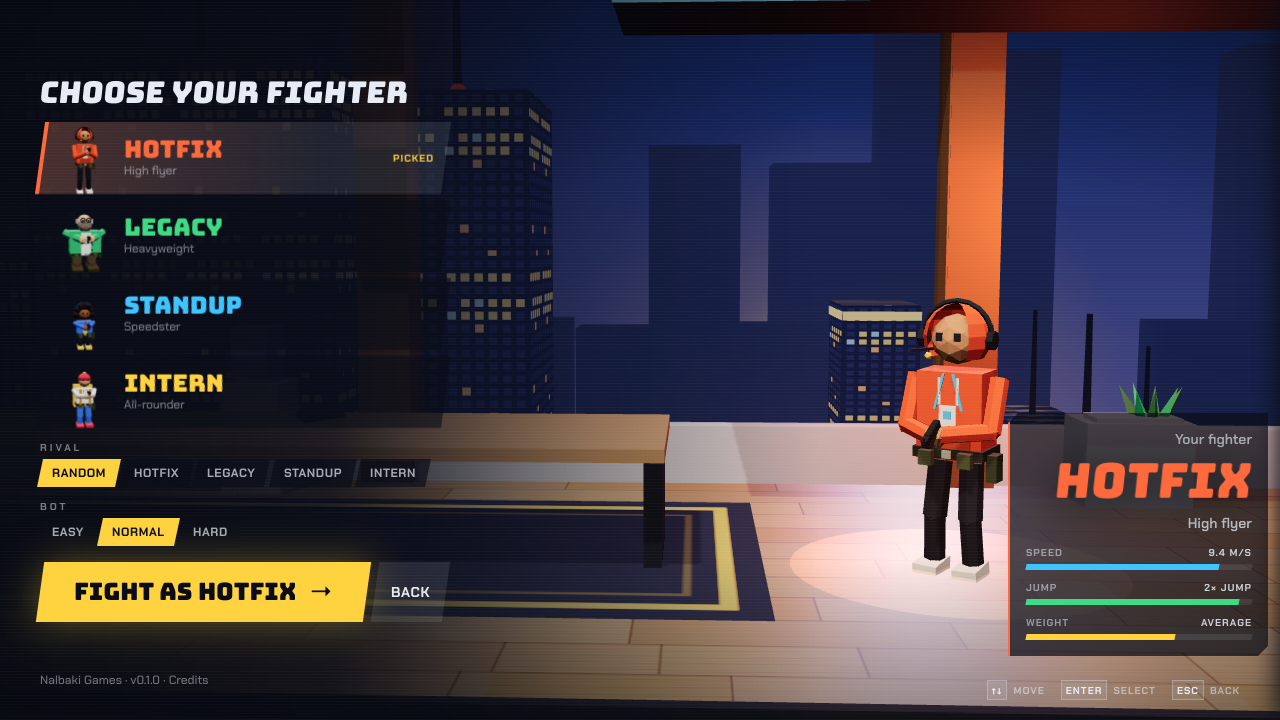 CHOOSE YOUR FIGHTER
HOTFIX
High flyer
PICKED
LEGACY
Heavyweight
STANDUP
Speedster
INTERN
All-rounder
RIVAL
RANDOM HOTFIX LEGACY STANDUP INTERN
BOT
EASY NORMAL HARD
FIGHT AS HOTFIX → BACK
Nalbaki Games · v0.1.0 · Credits
Your fighter
HOTFIX
High flyer
SPEED 9.4 M/S
JUMP 2× JUMP
WEIGHT AVERAGE
↑↓ MOVE ENTER SELECT ESC BACK